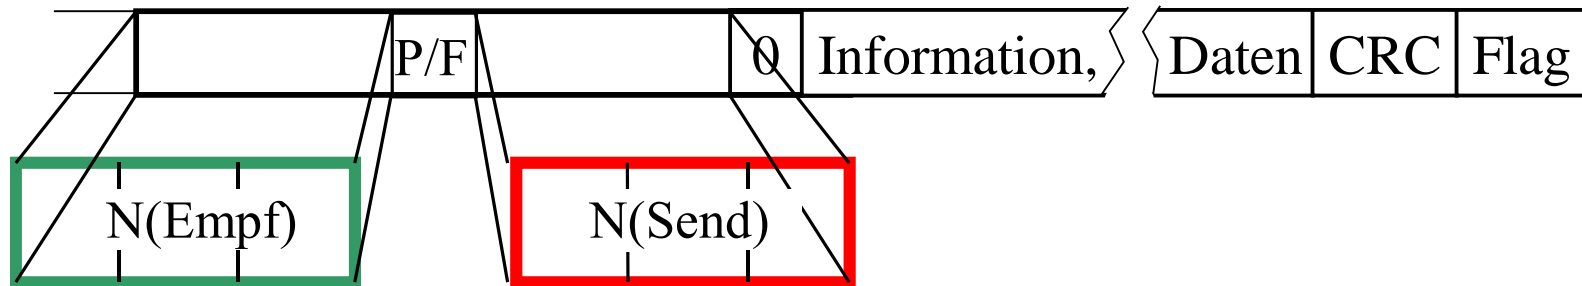 P/F 0 Information, Daten CRC Flag
N(Empf) N(Send)